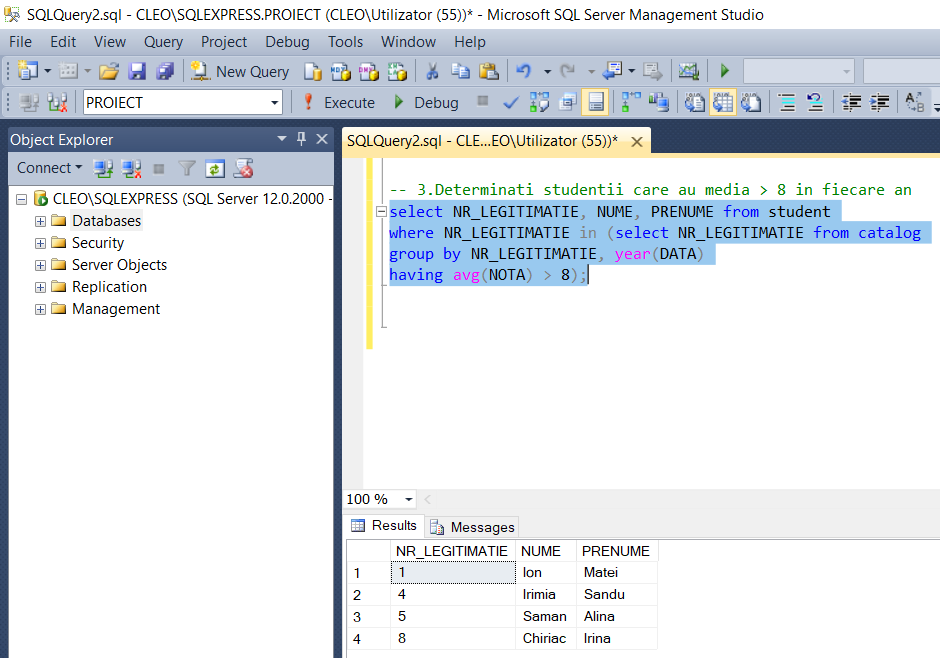 SQLQuery2.sql - CLEO\SQLEXPRESS.PROIECT (CLEO\Utilizator (55))* - Microsoft SQL Server Management Studio
File Edit View Query Project Debug Tools Window Help
New Query
PROIECT Execute Debug
Object Explorer
SQLQuery2.sql - CLE...EO\Utilizator (55))*
Connect
CLEO\SQLEXPRESS (SQL Server 12.0.2000 -
Databases
Security
Server Objects
Replication
Management
-- 3.Determinati studentii care au media > 8 in fiecare an
select NR_LEGITIMATIE, NUME, PRENUME from student
where NR_LEGITIMATIE in (select NR_LEGITIMATIE from catalog
group by NR_LEGITIMATIE, year(DATA)
having avg(NOTA) > 8);
100 %
Results Messages
NR_LEGITIMATIE NUME PRENUME
1 1 Ion Matei
2 4 Irimia Sandu
3 5 Saman Alina
4 8 Chiriac Irina